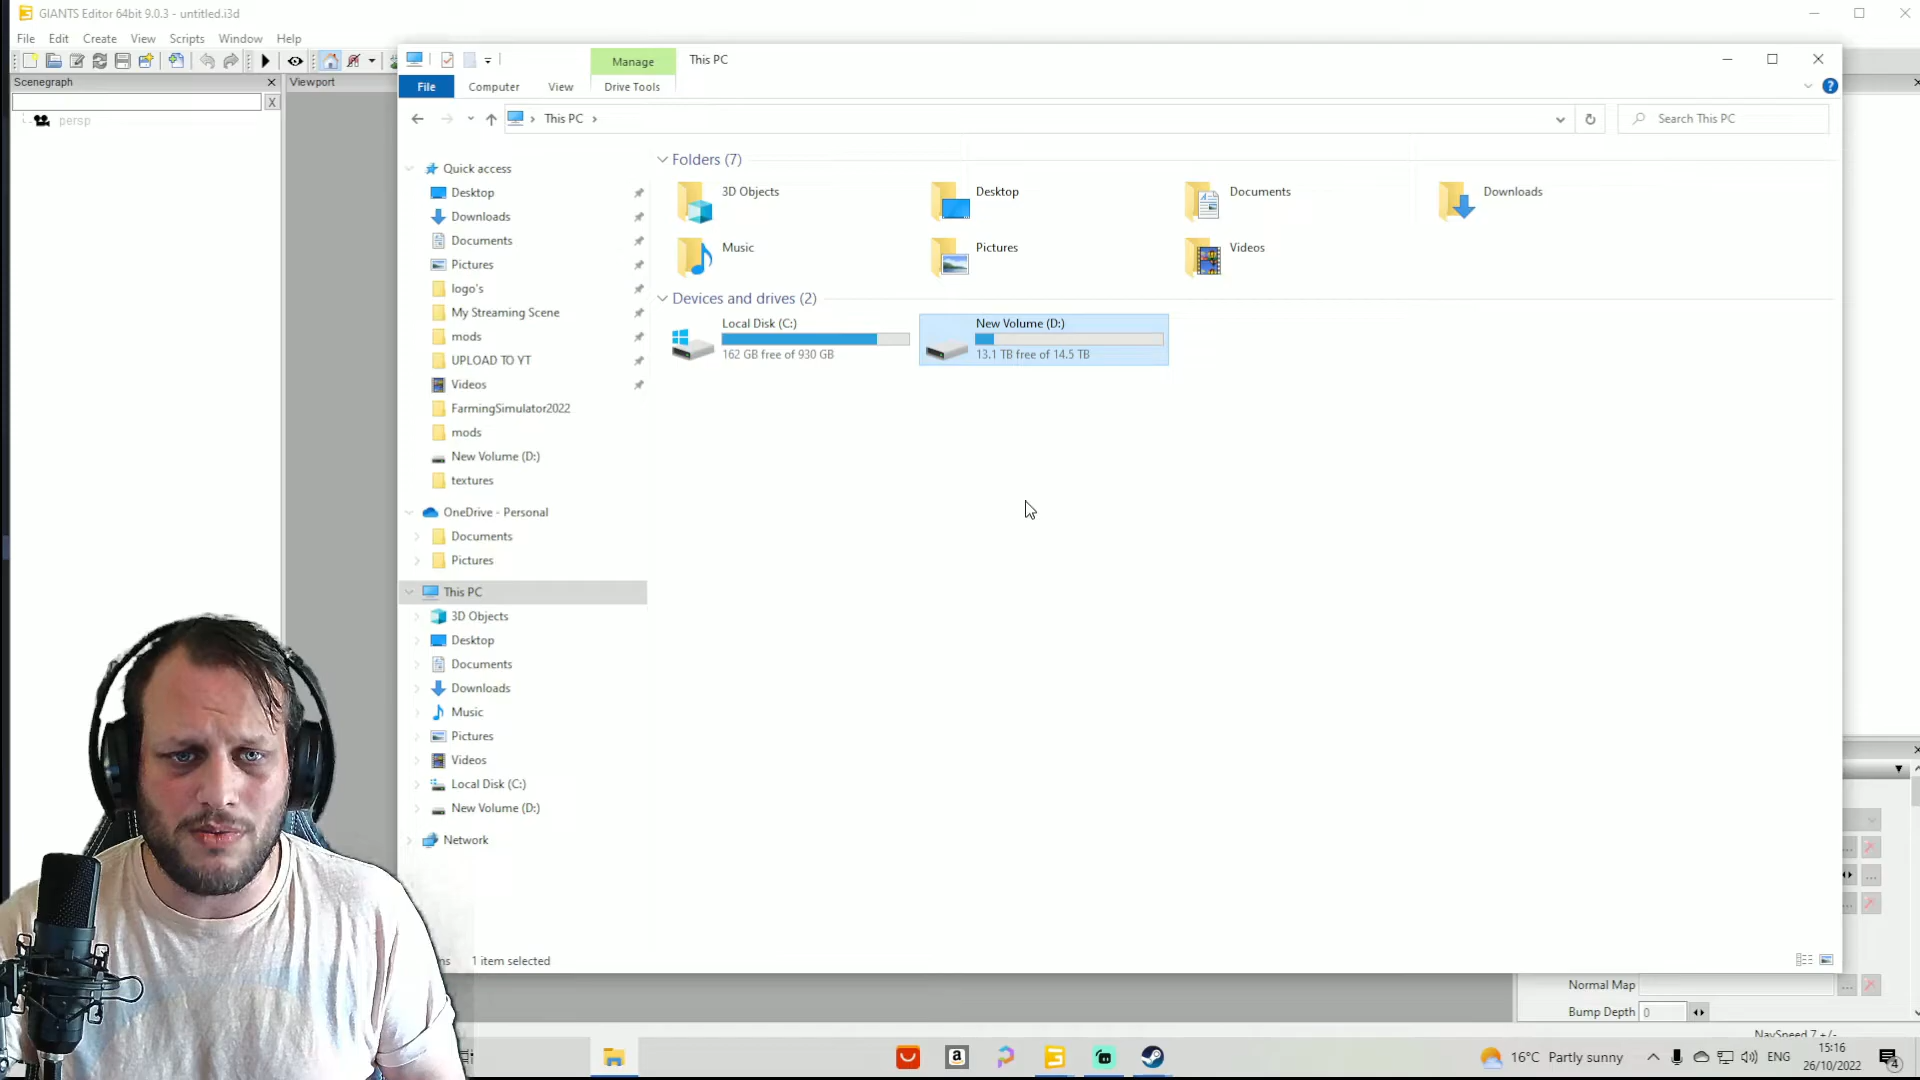 GIANTS Editor 64bit 9.0.3 - untitled.i3d
File Edit Create View Scripts Window Help
Scenegraph
X
persp
Viewport
Manage This PC
File Computer View Drive Tools
This PC
Search This PC
Quick access
Desktop
Downloads
Documents
Pictures
logo's
My Streaming Scene
mods
UPLOAD TO YT
Videos
FarmingSimulator2022
mods
New Volume (D:)
textures
OneDrive - Personal
Documents
Pictures
This PC
3D Objects
Desktop
Documents
Downloads
Music
Pictures
Videos
Local Disk (C:)
New Volume (D:)
Network
Folders (7)
3D Objects Desktop Documents Downloads
Music Pictures Videos
Devices and drives (2)
Local Disk (C:)
162 GB free of 930 GB
New Volume (D:)
13.1 TB free of 14.5 TB
1 item selected
Normal Map
Bump Depth 0
NavSpeed 7 +/-
16°C Partly sunny
ENG
15:16
26/10/2022
4